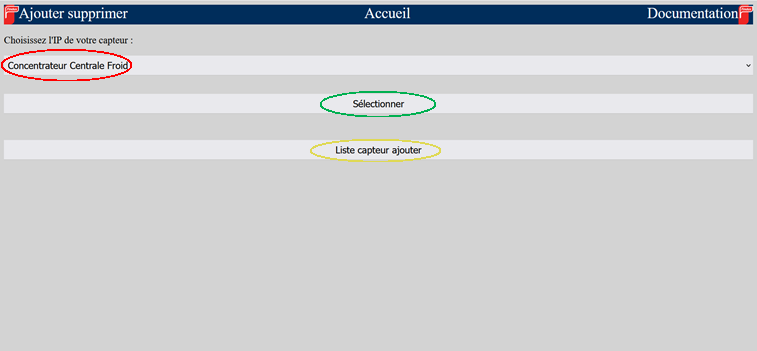 Ajouter supprimer Accueil Documentation
Choisissez l'IP de votre capteur :
Concentrateur Centrale Froid
Sélectionner
Liste capteur ajouter